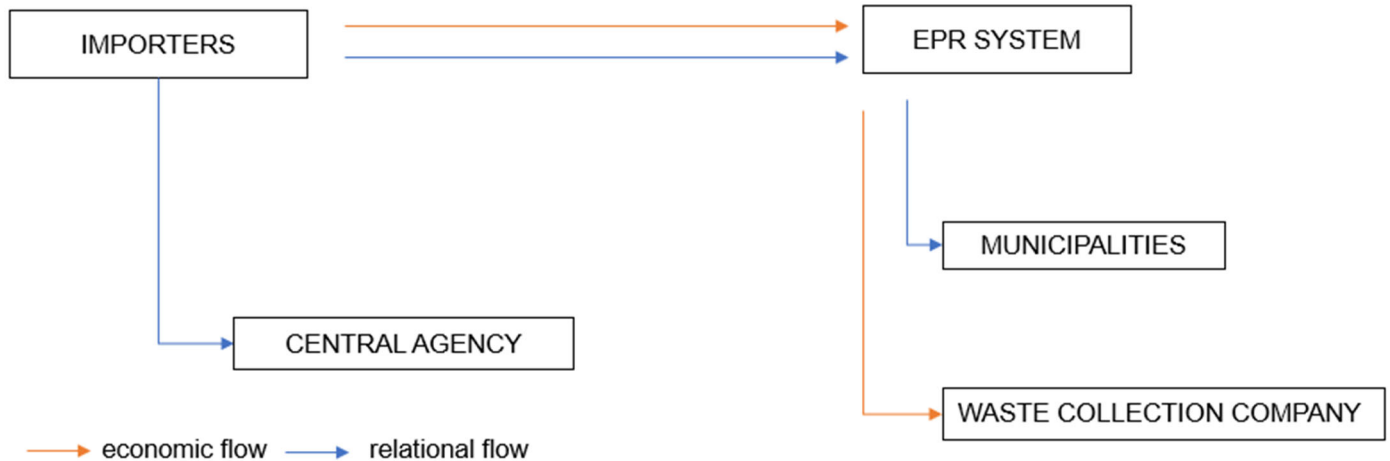 IMPORTERS
EPR SYSTEM
MUNICIPALITIES
CENTRAL AGENCY
WASTE COLLECTION COMPANY
economic flow
relational flow